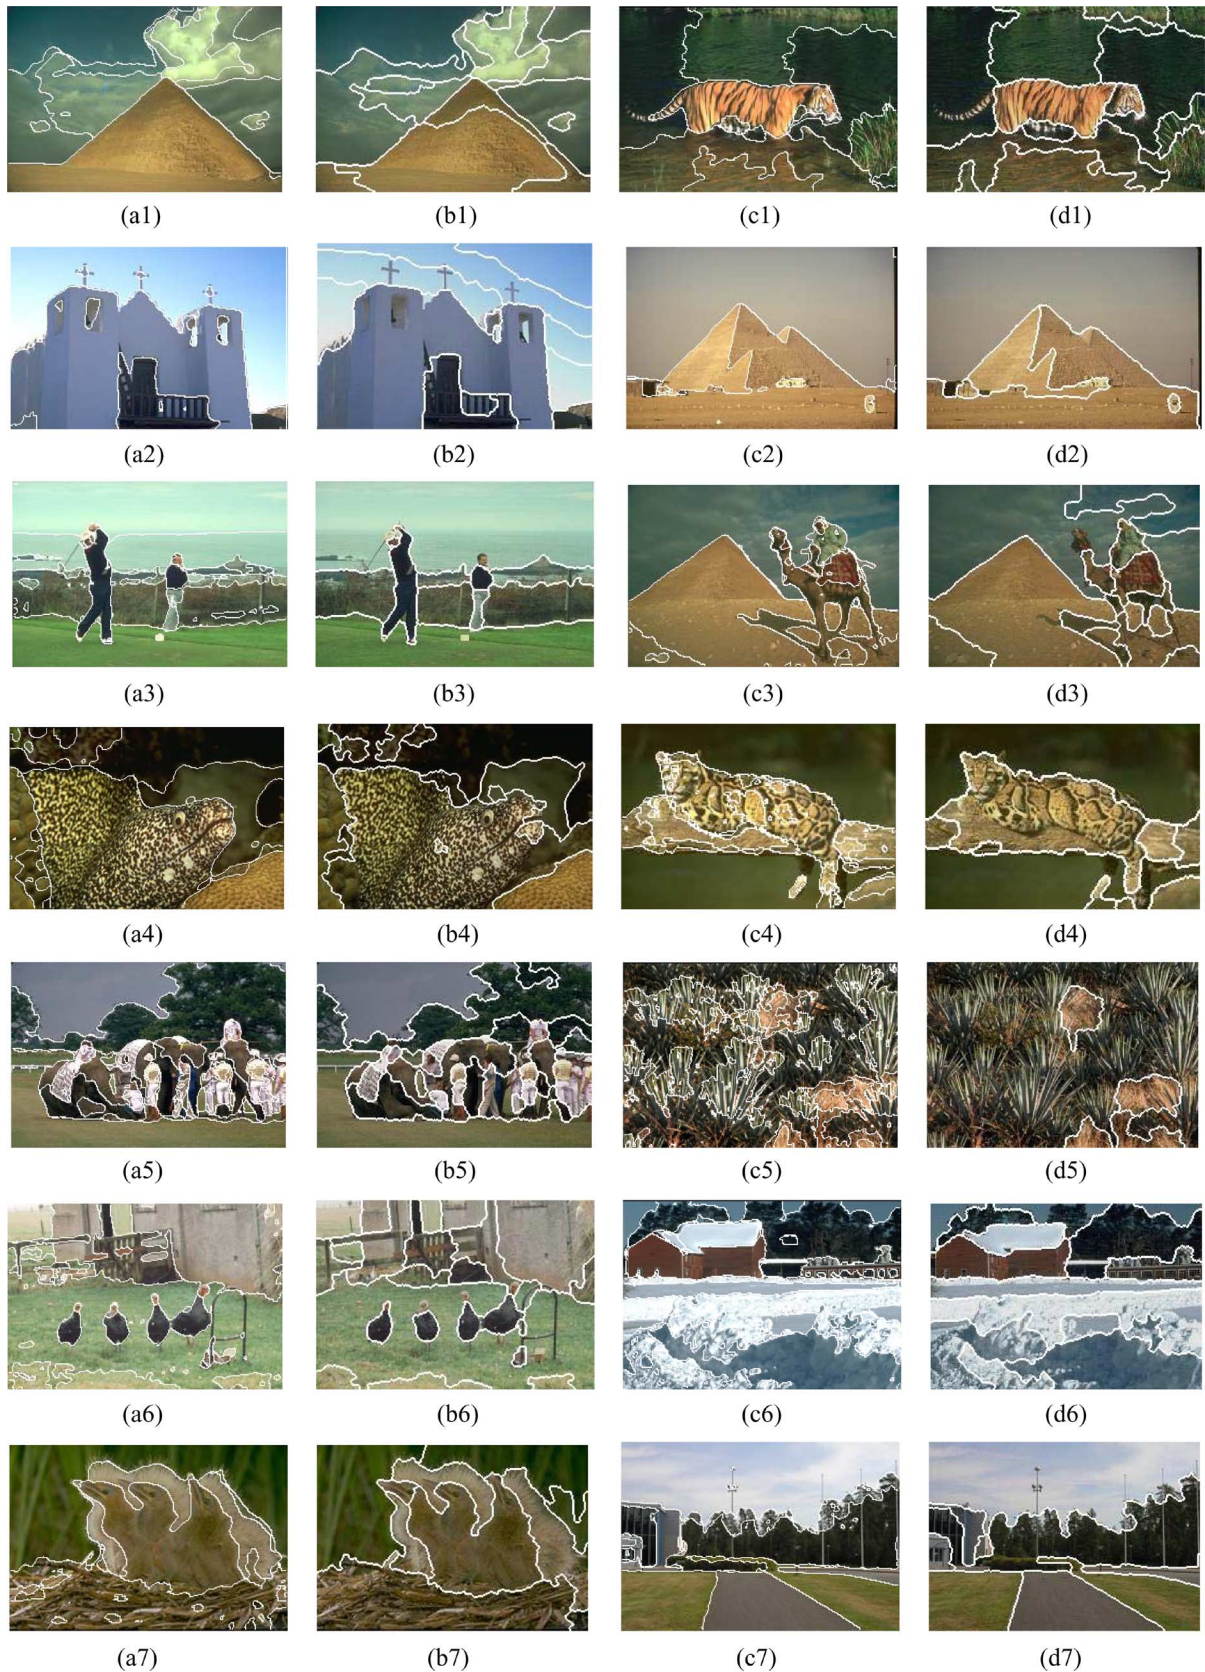 (a1) (b1) (c1) (d1)
(a2) (b2) (c2) (d2)
(a3) (b3) (c3) (d3)
(a4) (b4) (c4) (d4)
(a5) (b5) (c5) (d5)
(a6) (b6) (c6) (d6)
(a7) (b7) (c7) (d7)